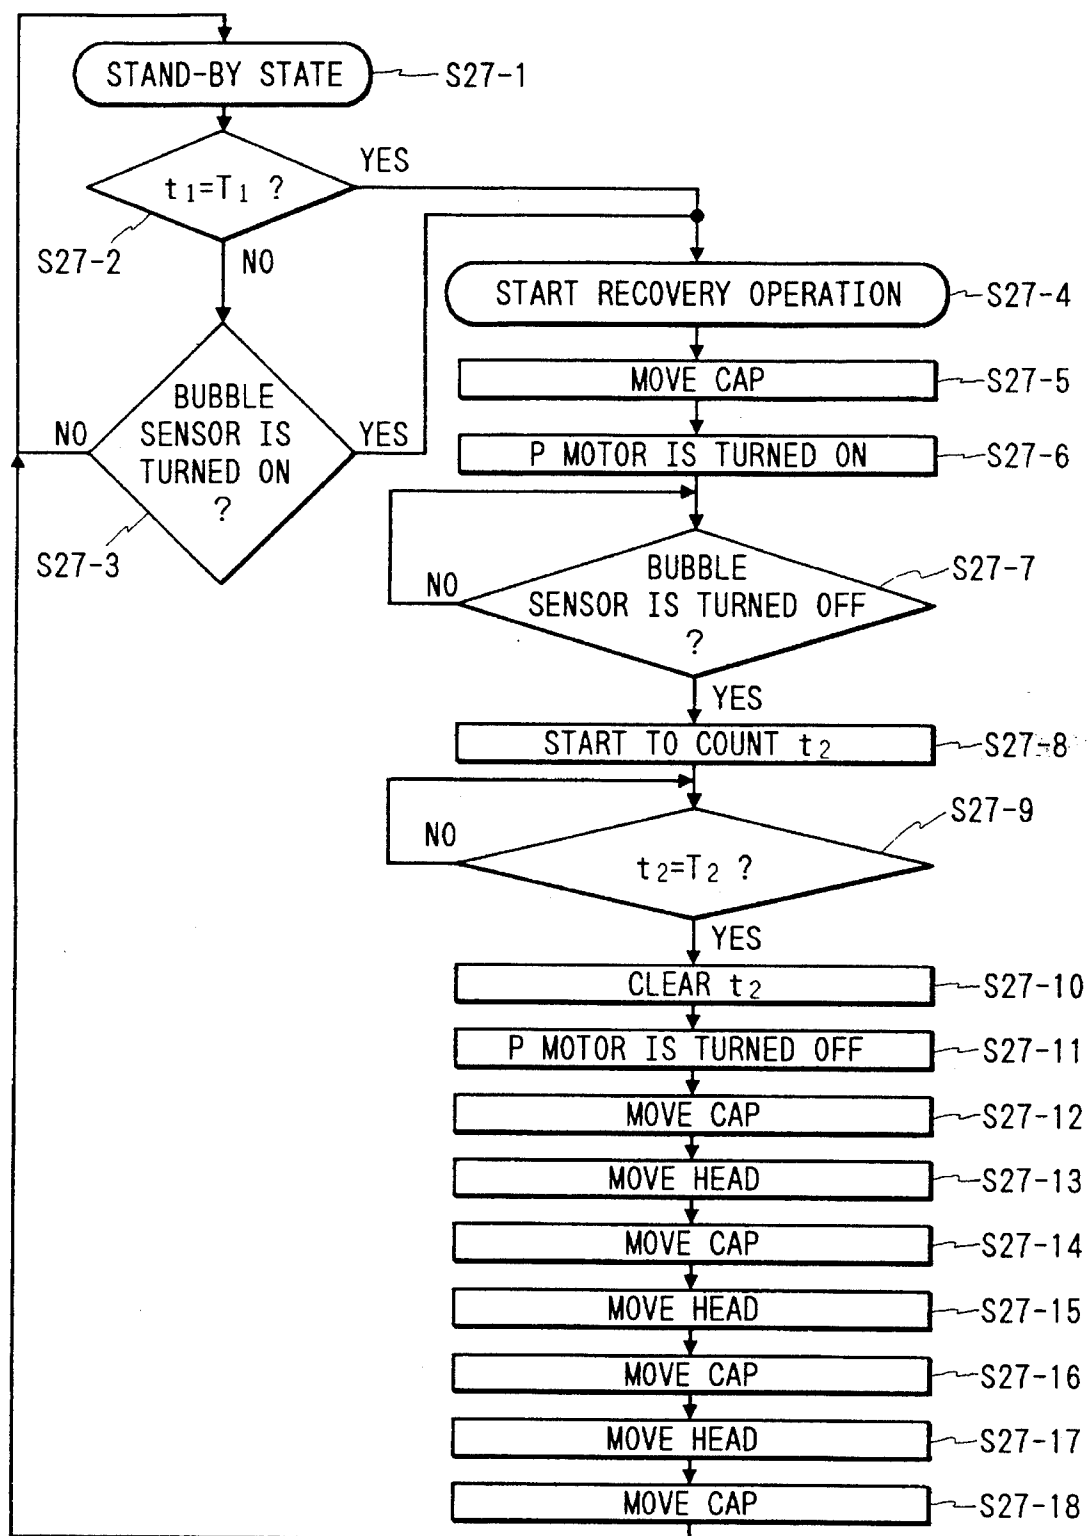 STAND-BY STATE
S27-1
t1=T1 ?
YES
S27-2
NO
BUBBLE
SENSOR IS
TURNED ON
?
NO
YES
S27-3
START RECOVERY OPERATION
S27-4
MOVE CAP
S27-5
P MOTOR IS TURNED ON
S27-6
BUBBLE
SENSOR IS TURNED OFF
?
S27-7
NO
YES
START TO COUNT t2
S27-8
t2=T2 ?
S27-9
NO
YES
CLEAR t2
S27-10
P MOTOR IS TURNED OFF
S27-11
MOVE CAP
S27-12
MOVE HEAD
S27-13
MOVE CAP
S27-14
MOVE HEAD
S27-15
MOVE CAP
S27-16
MOVE HEAD
S27-17
MOVE CAP
S27-18